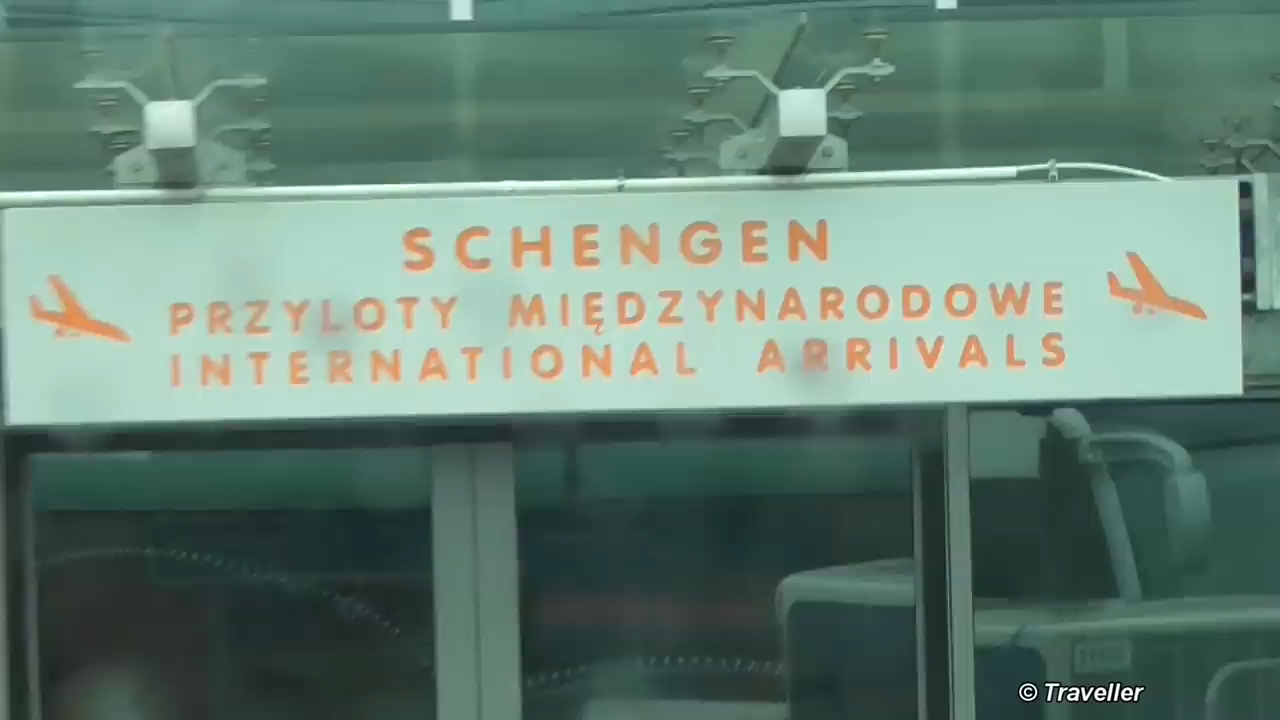 SCHENGEN
PRZYLOTY MIĘDZYNARODOWE
INTERNATIONAL ARRIVALS
© Traveller